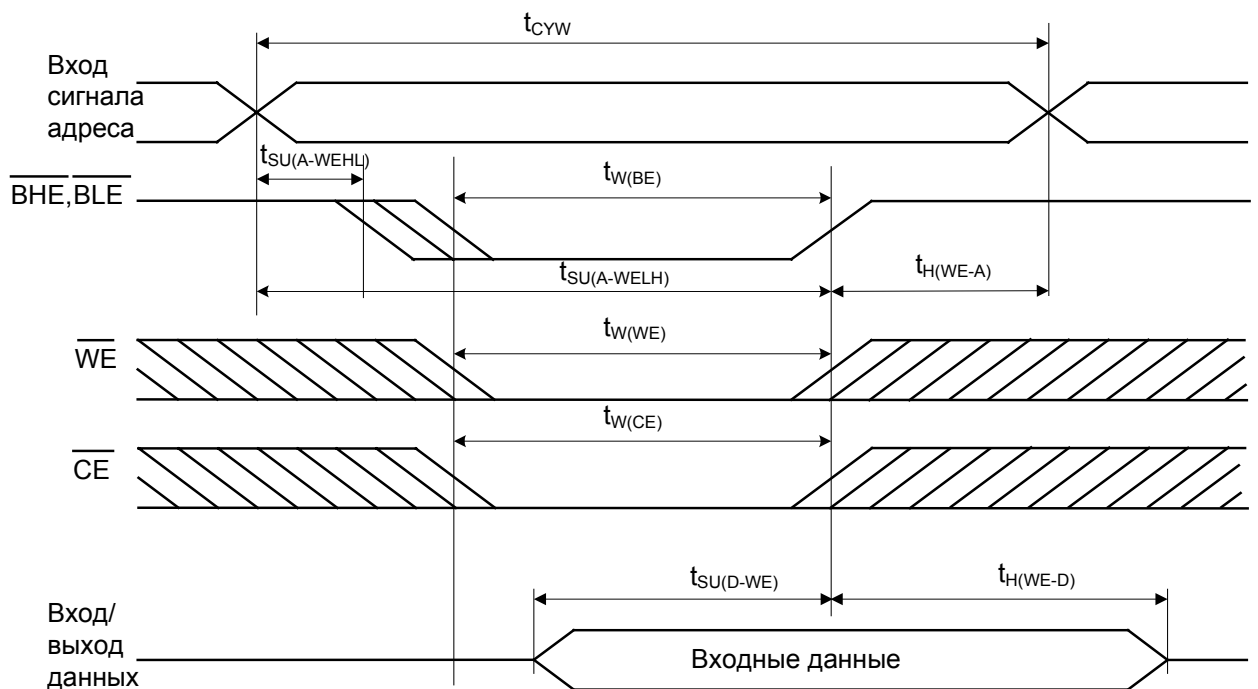 tCYW
Вход
сигнала
адреса
tSU(A-WEHL)
BHE,BLE
tW(BE)
tSU(A-WELH)
tH(WE-A)
WE
tW(WE)
CE
tW(CE)
tSU(D-WE)
tH(WE-D)
Вход/
выход
данных
Входные данные